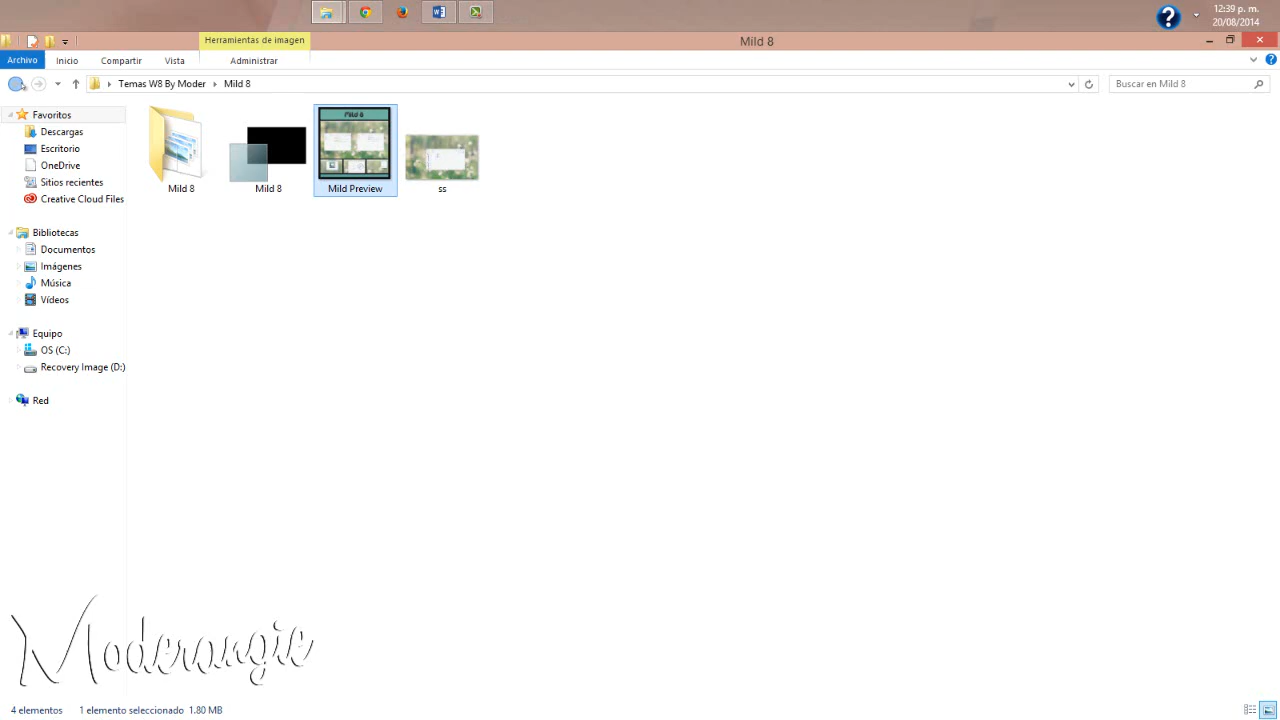 12:39 p. m.
20/08/2014
Herramientas de imagen
Mild 8
Archivo
Inicio
Compartir
Vista
Administrar
Temas W8 By Moder
Mild 8
Buscar en Mild 8
Favoritos
Descargas
Escritorio
OneDrive
Sitios recientes
Creative Cloud Files
Bibliotecas
Documentos
Imágenes
Música
Vídeos
Equipo
OS (C:)
Recovery Image (D:)
Red
Mild 8
Mild 8
Mild 8
Mild Preview
ss
Moderangie
4 elementos
1 elemento seleccionado 1.80 MB